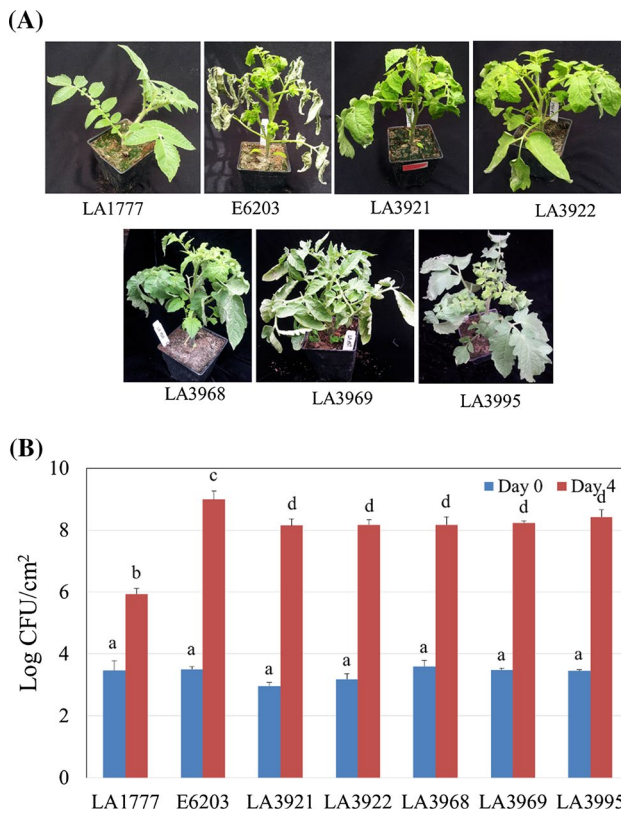 (A)
LA1777
E6203
LA3921
LA3922
LA3968
LA3969
LA3995
(B)
Log CFU/cm²
10
8
6
4
2
0
Day 0
Day 4
a
b
a
c
a
d
a
d
a
d
a
d
a
d
LA1777 E6203 LA3921 LA3922 LA3968 LA3969 LA3995